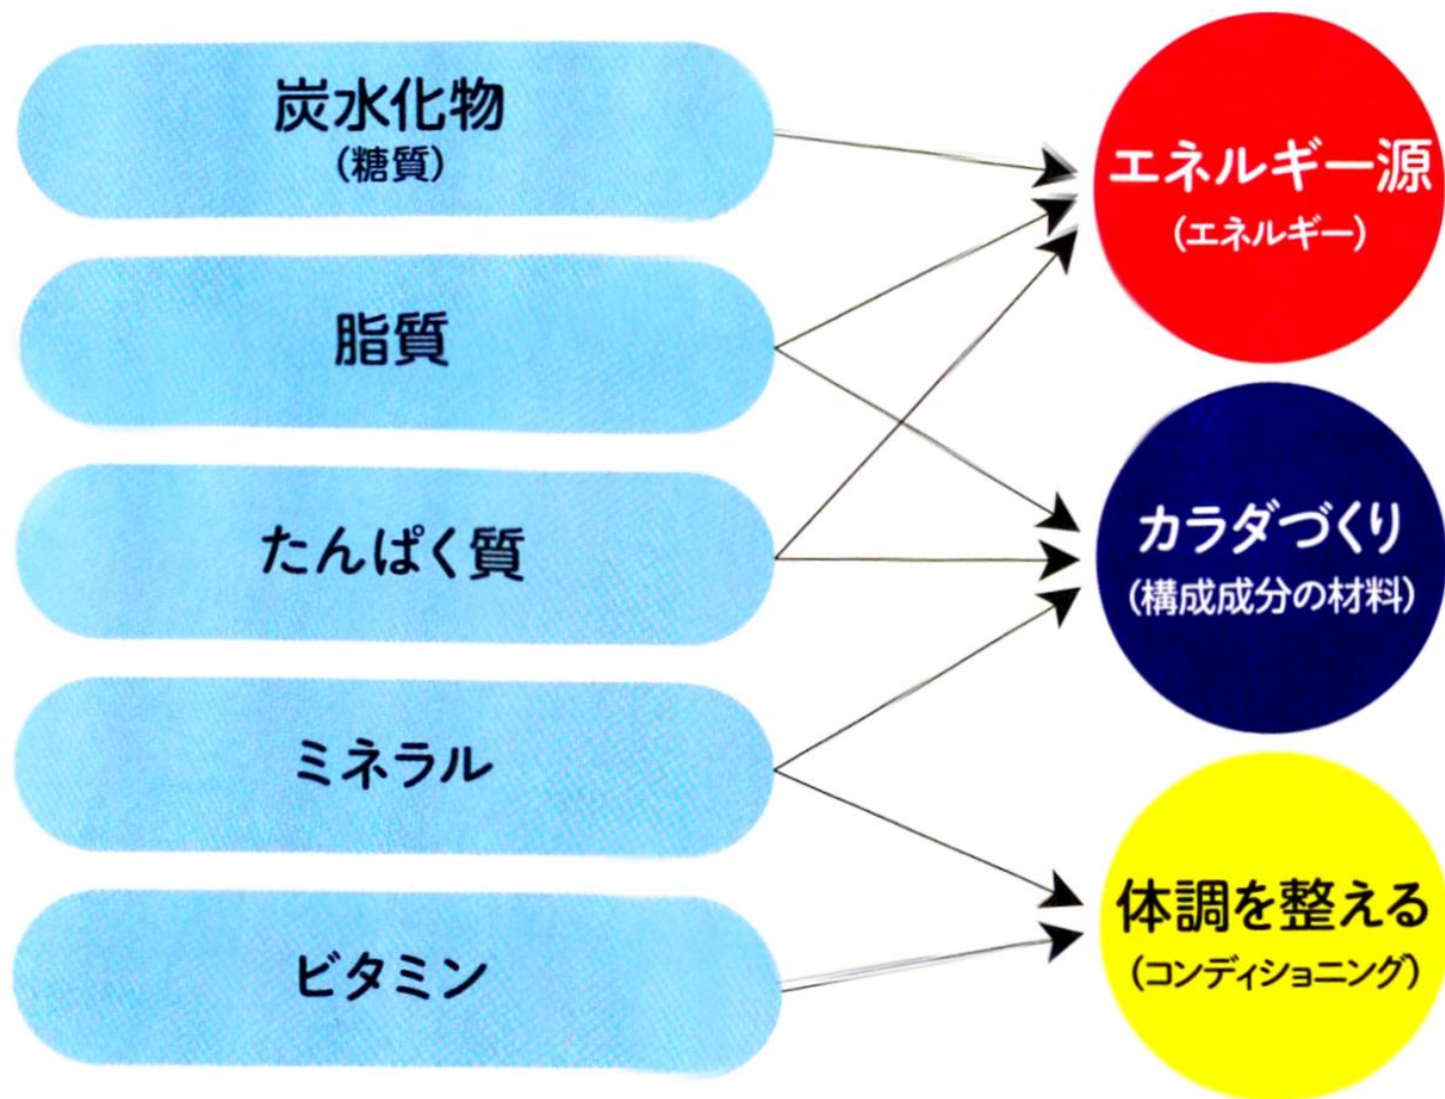 炭水化物
(糖質)
脂質
たんぱく質
ミネラル
ビタミン
エネルギー源
(エネルギー)
カラダづくり
(構成成分の材料)
体調を整える
(コンディショニング)